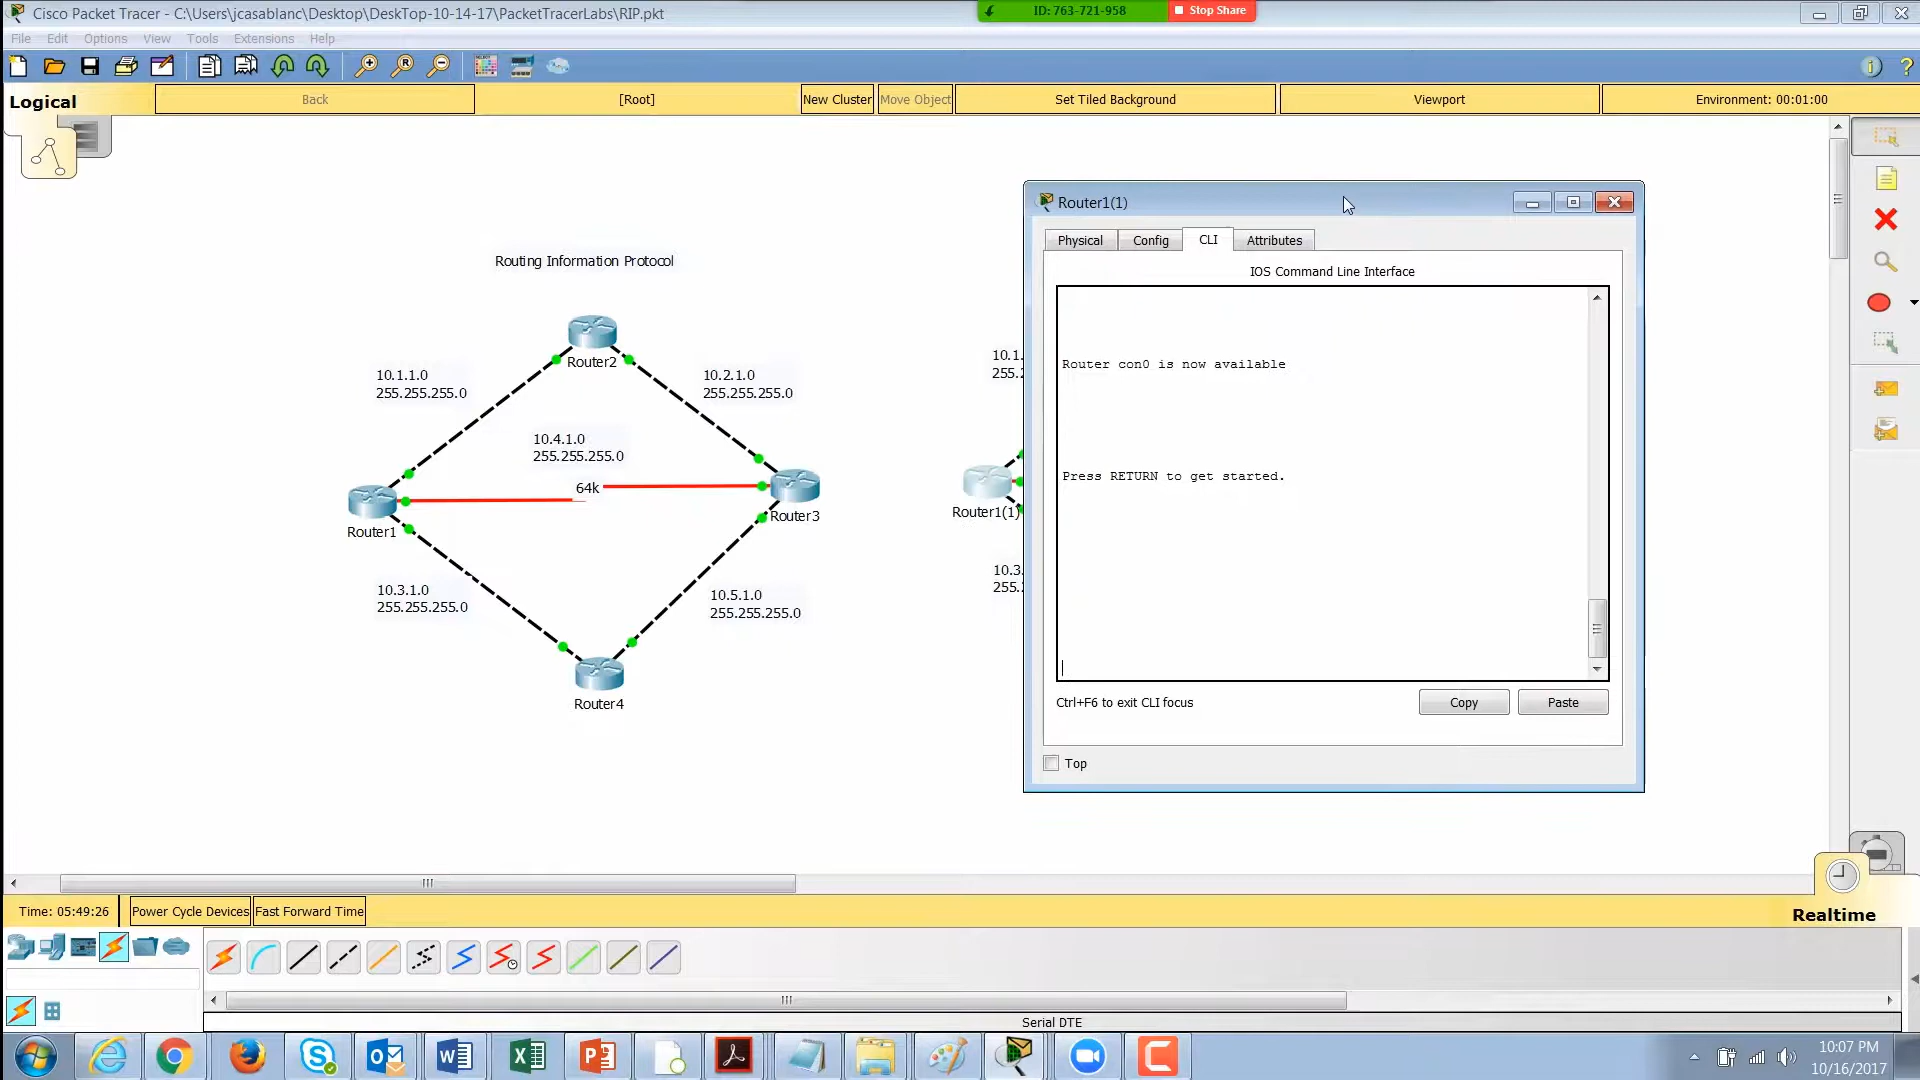 Cisco Packet Tracer - C:\Users\jcasablanc\Desktop\DeskTop-10-14-17\PacketTracerLabs\RIP.pkt
ID: 763-721-958
Stop Share
File Edit Options View Tools Extensions Help
Logical
Back
[Root]
New Cluster
Move Object
Set Tiled Background
Viewport
Environment: 00:01:00
Routing Information Protocol
Router2
10.1.1.0
255.255.255.0
10.2.1.0
255.255.255.0
10.4.1.0
255.255.255.0
64k
Router1
Router3
10.3.1.0
255.255.255.0
10.5.1.0
255.255.255.0
Router4
10.1.
255.2
Router1(1)
10.3.
255.
Router1(1)
Physical
Config
CLI
Attributes
IOS Command Line Interface
Router con0 is now available
Press RETURN to get started.
Ctrl+F6 to exit CLI focus
Copy
Paste
Top
Time: 05:49:26
Power Cycle Devices
Fast Forward Time
Realtime
Serial DTE
10:07 PM
10/16/2017